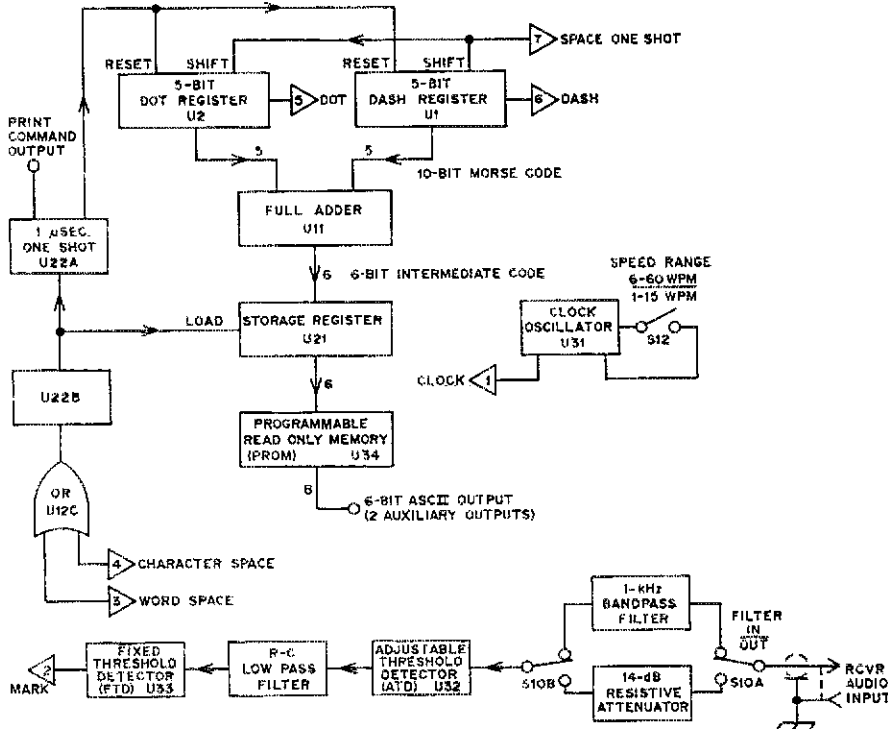 7 SPACE ONE SHOT
RESET SHIFT RESET SHIFT
5-BIT
DOT REGISTER
U2
5 DOT
5-BIT
DASH REGISTER
U1
6 DASH
PRINT
COMMAND
OUTPUT
5 5
10-BIT MORSE CODE
FULL ADDER
U11
1 µSEC.
ONE SHOT
U22A
6 6-BIT INTERMEDIATE CODE
SPEED RANGE
6-60 WPM
1-15 WPM
LOAD
STORAGE REGISTER
U21
CLOCK
OSCILLATOR
U31
S12
CLOCK 1
6
U22B
PROGRAMMABLE
READ ONLY MEMORY
(PROM) U34
8
6-BIT ASCII OUTPUT
(2 AUXILIARY OUTPUTS)
OR
U12C
4 CHARACTER SPACE
3 WORD SPACE
1-kHz
BANDPASS
FILTER
FILTER
IN
OUT
2
MARK
FIXED
THRESHOLD
DETECTOR
(FTD) U33
R-C
LOW PASS
FILTER
ADJUSTABLE
THRESHOLD
DETECTOR
(ATD) U32
S10B
14-dB
RESISTIVE
ATTENUATOR
S10A
RCVR
AUDIO
INPUT